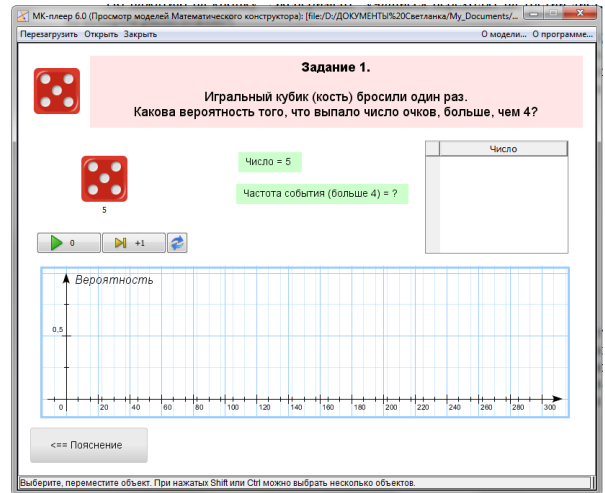 МК-плеер 6.0 (Просмотр моделей Математического конструктора): [file:/D:/ДОКУМЕНТЫ%20Светланка/My_Documents/...
Перезагрузить Открыть Закрыть О модели... О программе...
Задание 1.
Игральный кубик (кость) бросили один раз.
Какова вероятность того, что выпало число очков, больше, чем 4?
Число = 5
Число
Частота события (больше 4) = ?
5
0 +1
Вероятность
0,5
0 20 40 60 80 100 120 140 160 180 200 220 240 260 280 300
<== Пояснение
Выберите, переместите объект. При нажатых Shift или Ctrl можно выбрать несколько объектов.